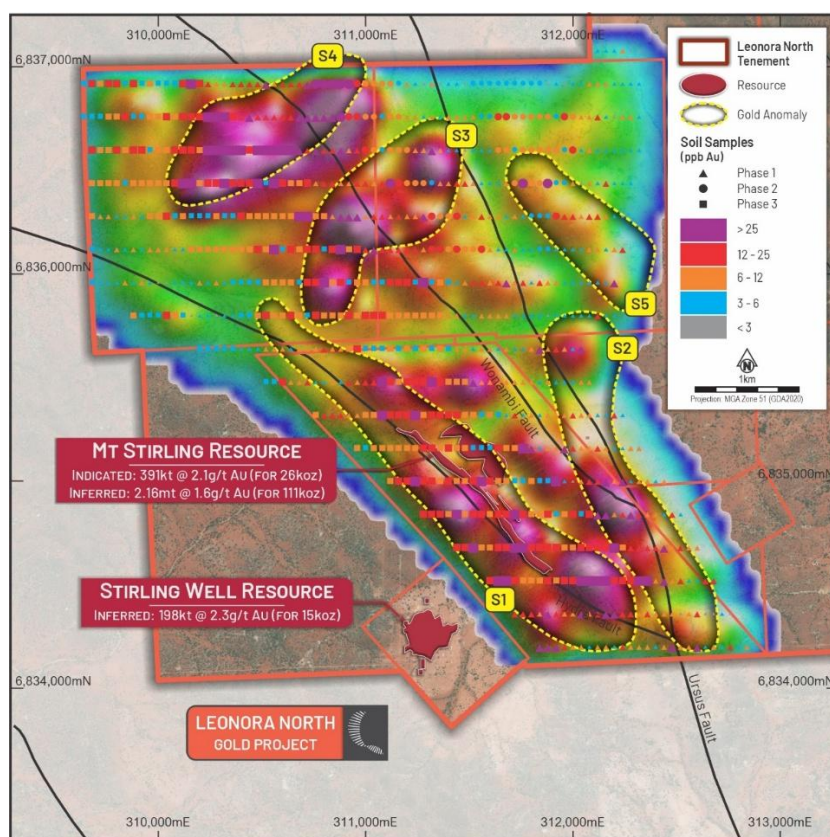 310,000mE
311,000mE
312,000mE
6,837,000mN
6,836,000mN
6,835,000mN
6,834,000mN
6,834,000mN
310,000mE
311,000mE
312,000mE
313,000mE
S4
S3
S5
S2
S1
Wonambi Fault
Fault
Ursus Fault
MT STIRLING RESOURCE
INDICATED: 391KT @ 2.1G/T AU (FOR 26KOZ)
INFERRED: 2.16MT @ 1.6G/T AU (FOR 111KOZ)
STIRLING WELL RESOURCE
INFERRED: 198KT @ 2.3G/T AU (FOR 15KOZ)
LEONORA NORTH
GOLD PROJECT
Leonora North
Tenement
Resource
Gold Anomaly
Soil Samples
(ppb Au)
Phase 1
Phase 2
Phase 3
> 25
12 - 25
6 - 12
3 - 6
< 3
N
1km
Projection: MGA Zone 51 (GDA2020)